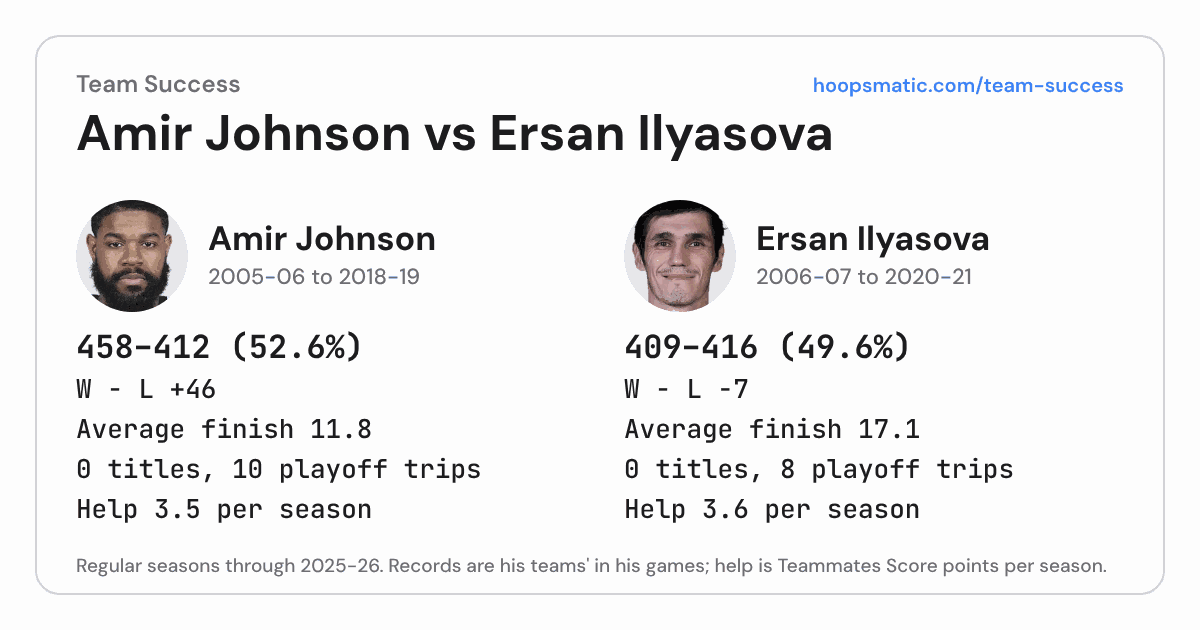 Team Success
hoopsmatic.com/team-success
Amir Johnson vs Ersan Ilyasova
Amir Johnson
2005-06 to 2018-19
458-412 (52.6%)
W - L +46
Average finish 11.8
0 titles, 10 playoff trips
Help 3.5 per season
Ersan Ilyasova
2006-07 to 2020-21
409-416 (49.6%)
W - L -7
Average finish 17.1
0 titles, 8 playoff trips
Help 3.6 per season
Regular seasons through 2025-26. Records are his teams' in his games; help is Teammates Score points per season.